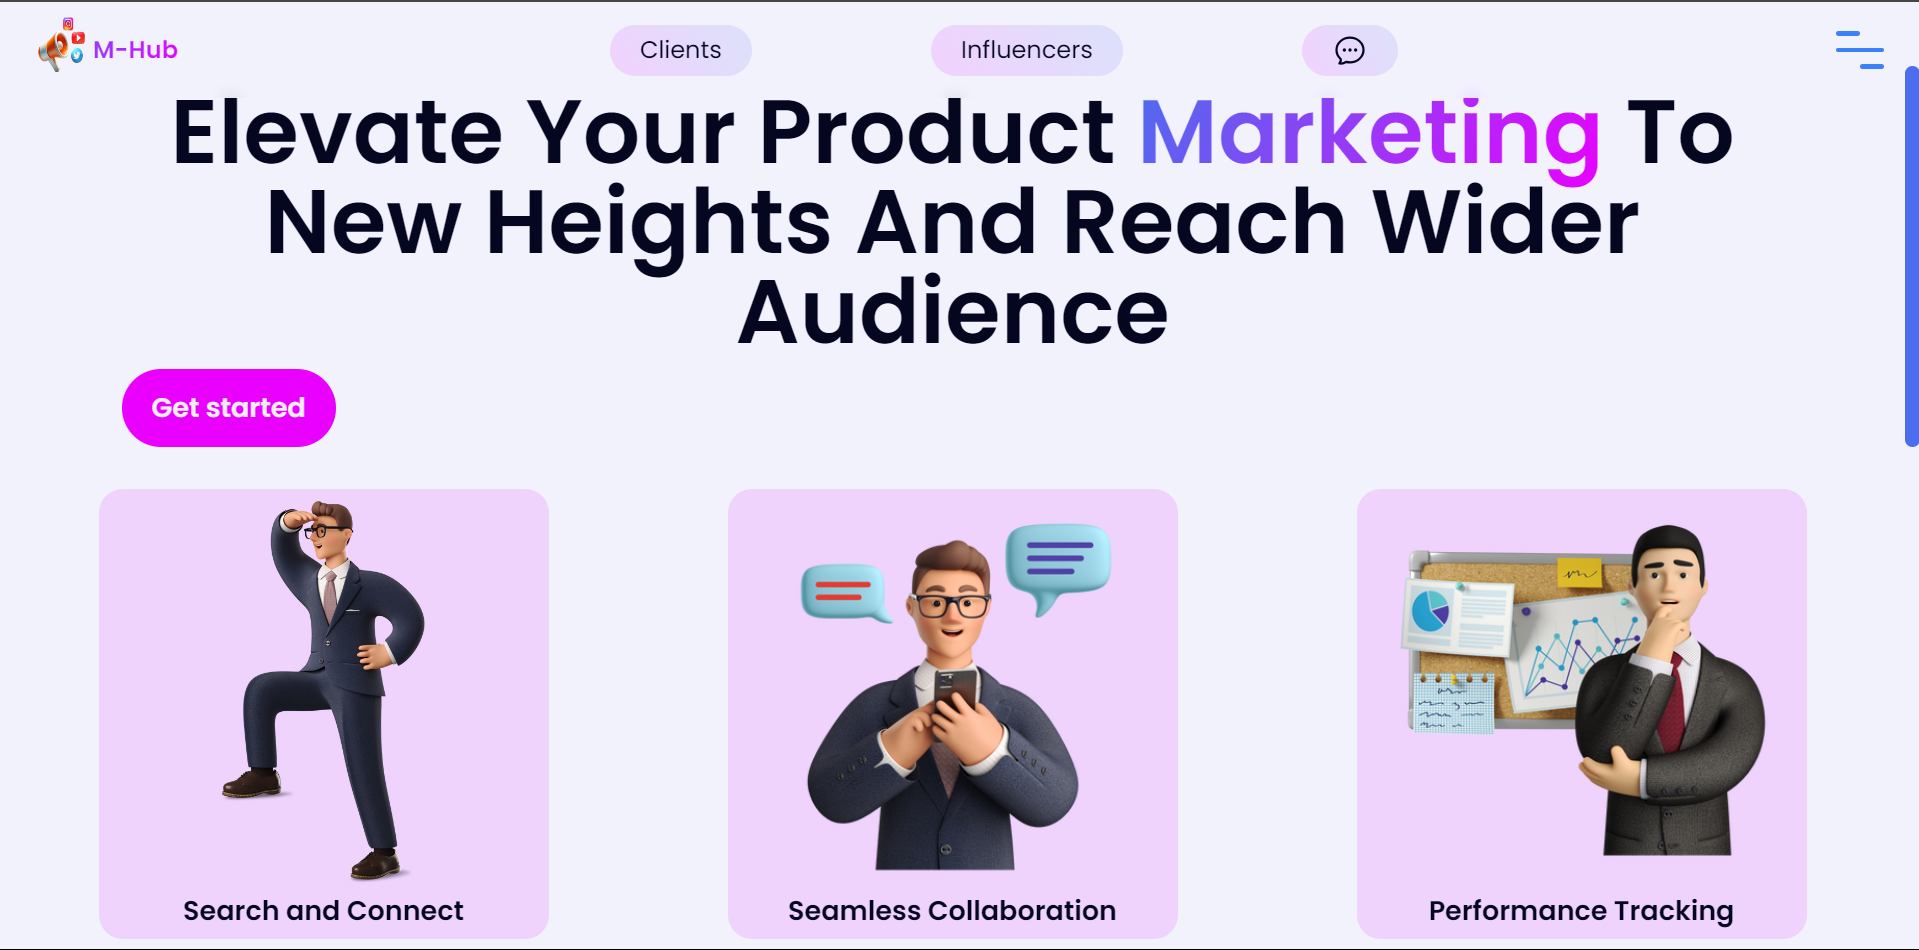 M-Hub
Clients
Influencers
Elevate Your Product Marketing To
New Heights And Reach Wider
Audience
Get started
Search and Connect
Seamless Collaboration
Performance Tracking